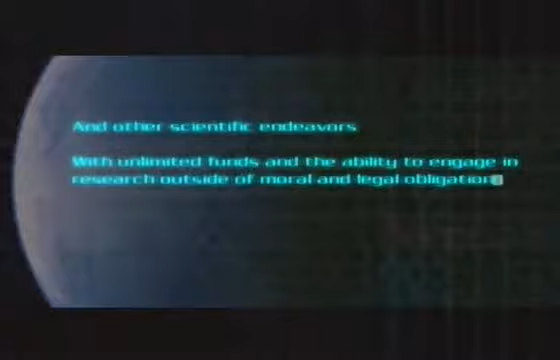 And other scientific endeavors
With unlimited funds and the ability to engage in
research outside of moral and legal obligation